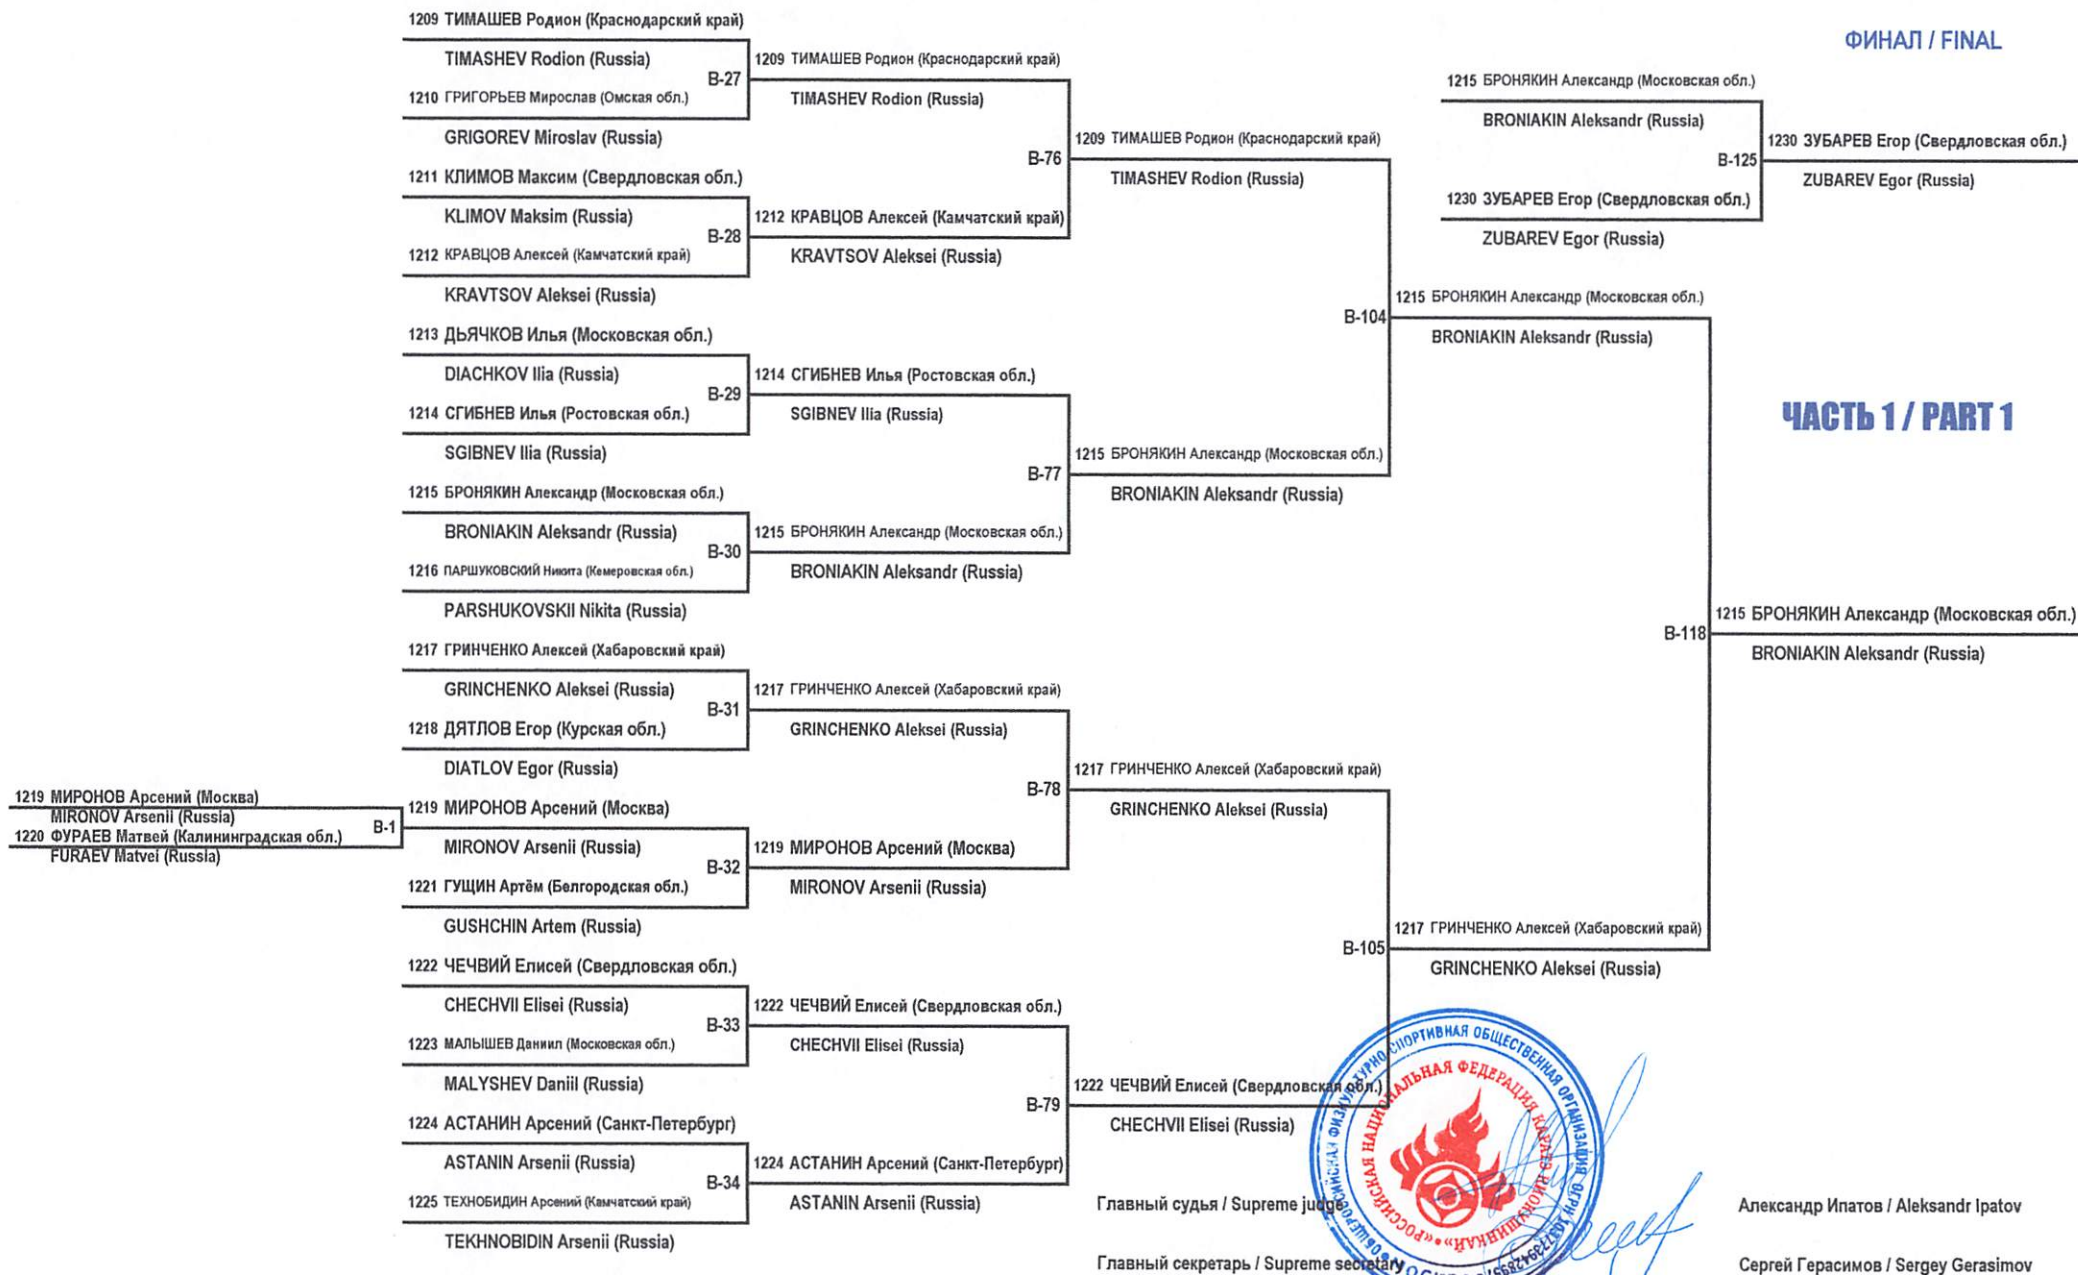 1209 ТИМАШЕВ Родион (Краснодарский край)
TIMASHEV Rodion (Russia)
B-27
1210 ГРИГОРЬЕВ Мирослав (Омская обл.)
GRIGOREV Miroslav (Russia)
1211 КЛИМОВ Максим (Свердловская обл.)
KLIMOV Maksim (Russia)
B-28
1212 КРАВЦОВ Алексей (Камчатский край)
KRAVTSOV Aleksei (Russia)
1213 ДЬЯЧКОВ Илья (Московская обл.)
DIACHKOV Ilia (Russia)
B-29
1214 СГИБНЕВ Илья (Ростовская обл.)
SGIBNEV Ilia (Russia)
1215 БРОНЯКИН Александр (Московская обл.)
BRONIAKIN Aleksandr (Russia)
B-30
1216 ПАРШУКОВСКИЙ Никита (Кемеровская обл.)
PARSHUKOVSKII Nikita (Russia)
1217 ГРИНЧЕНКО Алексей (Хабаровский край)
GRINCHENKO Aleksei (Russia)
B-31
1218 ДЯТЛОВ Егор (Курская обл.)
DIATLOV Egor (Russia)
1219 МИРОНОВ Арсений (Москва)
MIRONOV Arsenii (Russia)
1220 ФУРАЕВ Матвей (Калининградская обл.)
B-1
FURAEV Matvei (Russia)
1219 МИРОНОВ Арсений (Москва)
MIRONOV Arsenii (Russia)
B-32
1221 ГУЩИН Артём (Белгородская обл.)
GUSHCHIN Artem (Russia)
1222 ЧЕЧВИЙ Елисей (Свердловская обл.)
CHECHVII Elisei (Russia)
B-33
1223 МАЛЫШЕВ Даниил (Московская обл.)
MALYSHEV Daniil (Russia)
1224 АСТАНИН Арсений (Санкт-Петербург)
ASTANIN Arsenii (Russia)
B-34
1225 ТЕХНОБИДИН Арсений (Камчатский край)
TEKHNOBIDIN Arsenii (Russia)
1209 ТИМАШЕВ Родион (Краснодарский край)
TIMASHEV Rodion (Russia)
B-76
1212 КРАВЦОВ Алексей (Камчатский край)
KRAVTSOV Aleksei (Russia)
1214 СГИБНЕВ Илья (Ростовская обл.)
SGIBNEV Ilia (Russia)
B-77
1215 БРОНЯКИН Александр (Московская обл.)
BRONIAKIN Aleksandr (Russia)
1217 ГРИНЧЕНКО Алексей (Хабаровский край)
GRINCHENKO Aleksei (Russia)
B-78
1219 МИРОНОВ Арсений (Москва)
MIRONOV Arsenii (Russia)
1222 ЧЕЧВИЙ Елисей (Свердловская обл.)
CHECHVII Elisei (Russia)
B-79
1224 АСТАНИН Арсений (Санкт-Петербург)
ASTANIN Arsenii (Russia)
1209 ТИМАШЕВ Родион (Краснодарский край)
TIMASHEV Rodion (Russia)
B-104
1215 БРОНЯКИН Александр (Московская обл.)
BRONIAKIN Aleksandr (Russia)
1217 ГРИНЧЕНКО Алексей (Хабаровский край)
GRINCHENKO Aleksei (Russia)
B-105
1222 ЧЕЧВИЙ Елисей (Свердловская обл.)
CHECHVII Elisei (Russia)
1215 БРОНЯКИН Александр (Московская обл.)
BRONIAKIN Aleksandr (Russia)
B-118
1217 ГРИНЧЕНКО Алексей (Хабаровский край)
GRINCHENKO Aleksei (Russia)
1215 БРОНЯКИН Александр (Московская обл.)
BRONIAKIN Aleksandr (Russia)
ФИНАЛ / FINAL
1215 БРОНЯКИН Александр (Московская обл.)
BRONIAKIN Aleksandr (Russia)
B-125
1230 ЗУБАРЕВ Егор (Свердловская обл.)
ZUBAREV Egor (Russia)
1230 ЗУБАРЕВ Егор (Свердловская обл.)
ZUBAREV Egor (Russia)
ЧАСТЬ 1 / PART 1
ОБЩЕРОССИЙСКАЯ ФИЗКУЛЬТУРНО-СПОРТИВНАЯ ОБЩЕСТВЕННАЯ ОРГАНИЗАЦИЯ ОГРН
«РОССИЙСКАЯ НАЦИОНАЛЬНАЯ ФЕДЕРАЦИЯ КАРАТЭ КИОКУШИНКАЙ»
Главный судья / Supreme judge
Александр Ипатов / Aleksandr Ipatov
Главный секретарь / Supreme secretary
Сергей Герасимов / Sergey Gerasimov